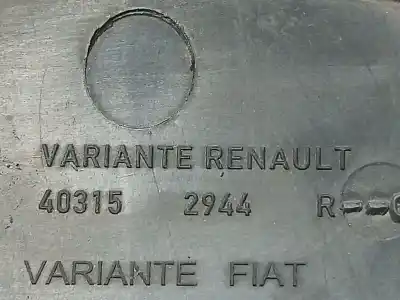 VARIANTE RENAULT
40315 2944 R
VARIANTE FIAT